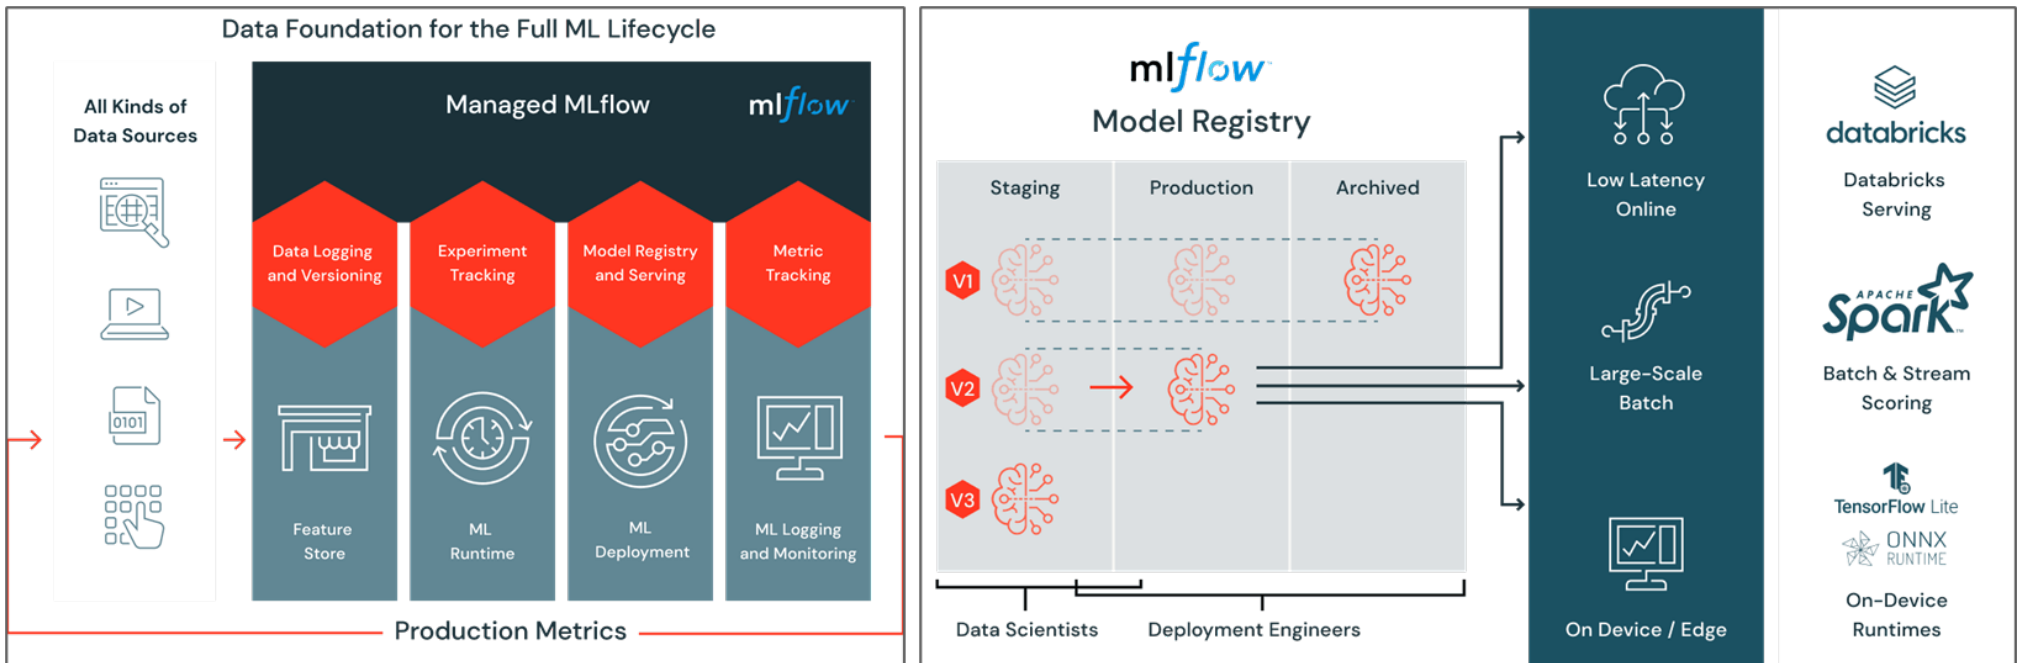 Data Foundation for the Full ML Lifecycle
All Kinds of
Data Sources
0101
Managed MLflow
mlflow
Data Logging
and Versioning
Experiment
Tracking
Model Registry
and Serving
Metric
Tracking
Feature
Store
ML
Runtime
ML
Deployment
ML Logging
and Monitoring
Production Metrics
mlflow™
Model Registry
Staging
Production
Archived
V1
V2
V3
Data Scientists
Deployment Engineers
Low Latency
Online
Large-Scale
Batch
On Device / Edge
databricks
Databricks
Serving
APACHE
Spark™
Batch & Stream
Scoring
TensorFlow Lite
ONNX
RUNTIME
On-Device
Runtimes